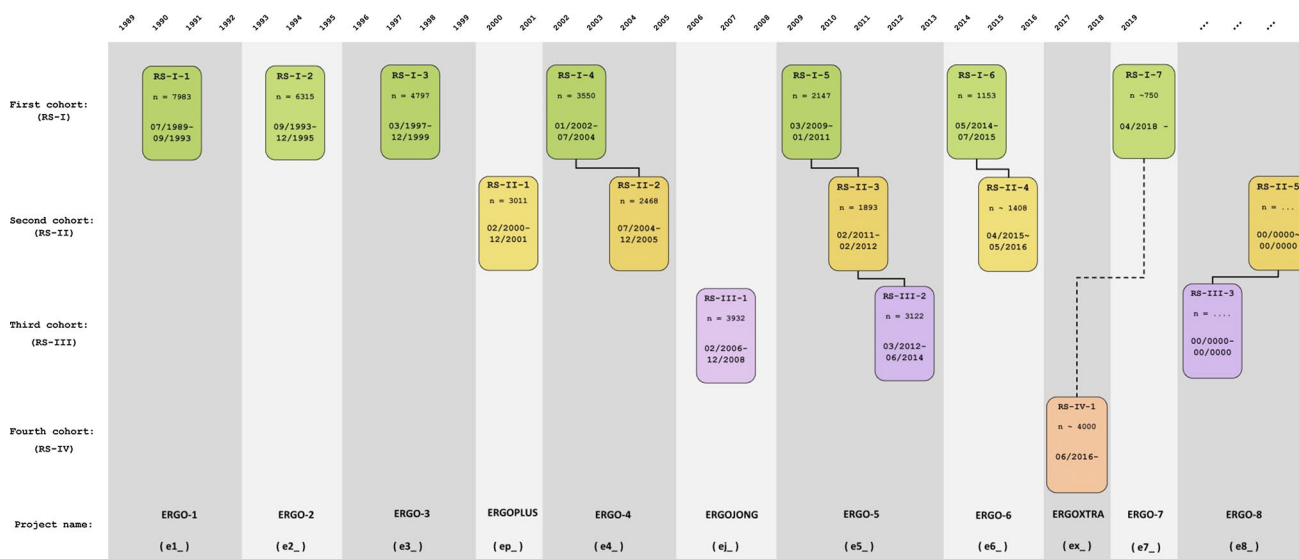 1989 1990 1991 1992 1993 1994 1995 1996 1997 1998 1999 2000 2001 2002 2003 2004 2005 2006 2007 2008 2009 2010 2011 2012 2013 2014 2015 2016 2017 2018 2019 ... ... ...
First cohort:
(RS-I)
RS-I-1
n = 7983
07/1989-
09/1993
RS-I-2
n = 6315
09/1993-
12/1995
RS-I-3
n = 4797
03/1997-
12/1999
RS-I-4
n = 3550
01/2002-
07/2004
RS-I-5
n = 2147
03/2009-
01/2011
RS-I-6
n = 1153
05/2014-
07/2015
RS-I-7
n ~750
04/2018 -
Second cohort:
(RS-II)
RS-II-1
n = 3011
02/2000-
12/2001
RS-II-2
n = 2468
07/2004-
12/2005
RS-II-3
n = 1893
02/2011-
02/2012
RS-II-4
n ~ 1408
04/2015~
05/2016
RS-II-5
n = ...
00/0000~
00/0000
Third cohort:
(RS-III)
RS-III-1
n = 3932
02/2006-
12/2008
RS-III-2
n = 3122
03/2012-
06/2014
RS-III-3
n = ....
00/0000-
00/0000
Fourth cohort:
(RS-IV)
RS-IV-1
n ~ 4000
06/2016-
Project name:
ERGO-1
( e1_ )
ERGO-2
( e2_ )
ERGO-3
( e3_ )
ERGOPLUS
( ep_ )
ERGO-4
( e4_ )
ERGOJONG
( ej_ )
ERGO-5
( e5_ )
ERGO-6
( e6_ )
ERGOXTRA
( ex_ )
ERGO-7
( e7_ )
ERGO-8
( e8_ )